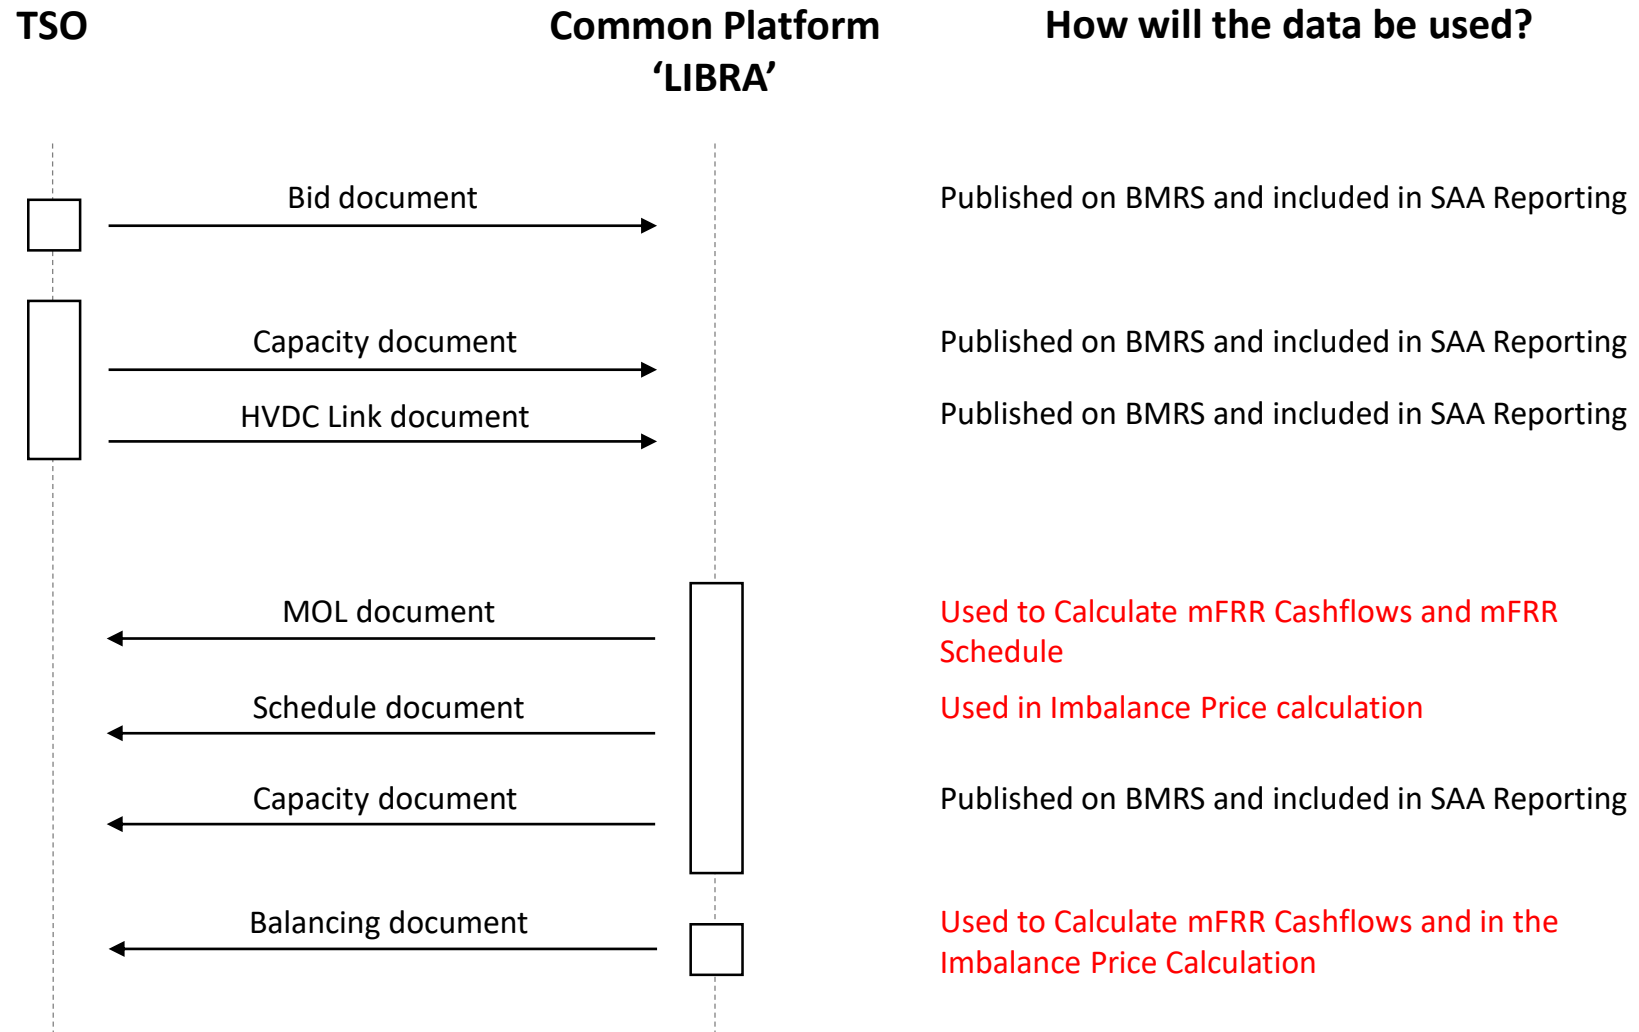 TSO
Common Platform
‘LIBRA’
How will the data be used?
Bid document
Published on BMRS and included in SAA Reporting
Capacity document
Published on BMRS and included in SAA Reporting
HVDC Link document
Published on BMRS and included in SAA Reporting
MOL document
Used to Calculate mFRR Cashflows and mFRR
Schedule
Schedule document
Used in Imbalance Price calculation
Capacity document
Published on BMRS and included in SAA Reporting
Balancing document
Used to Calculate mFRR Cashflows and in the
Imbalance Price Calculation